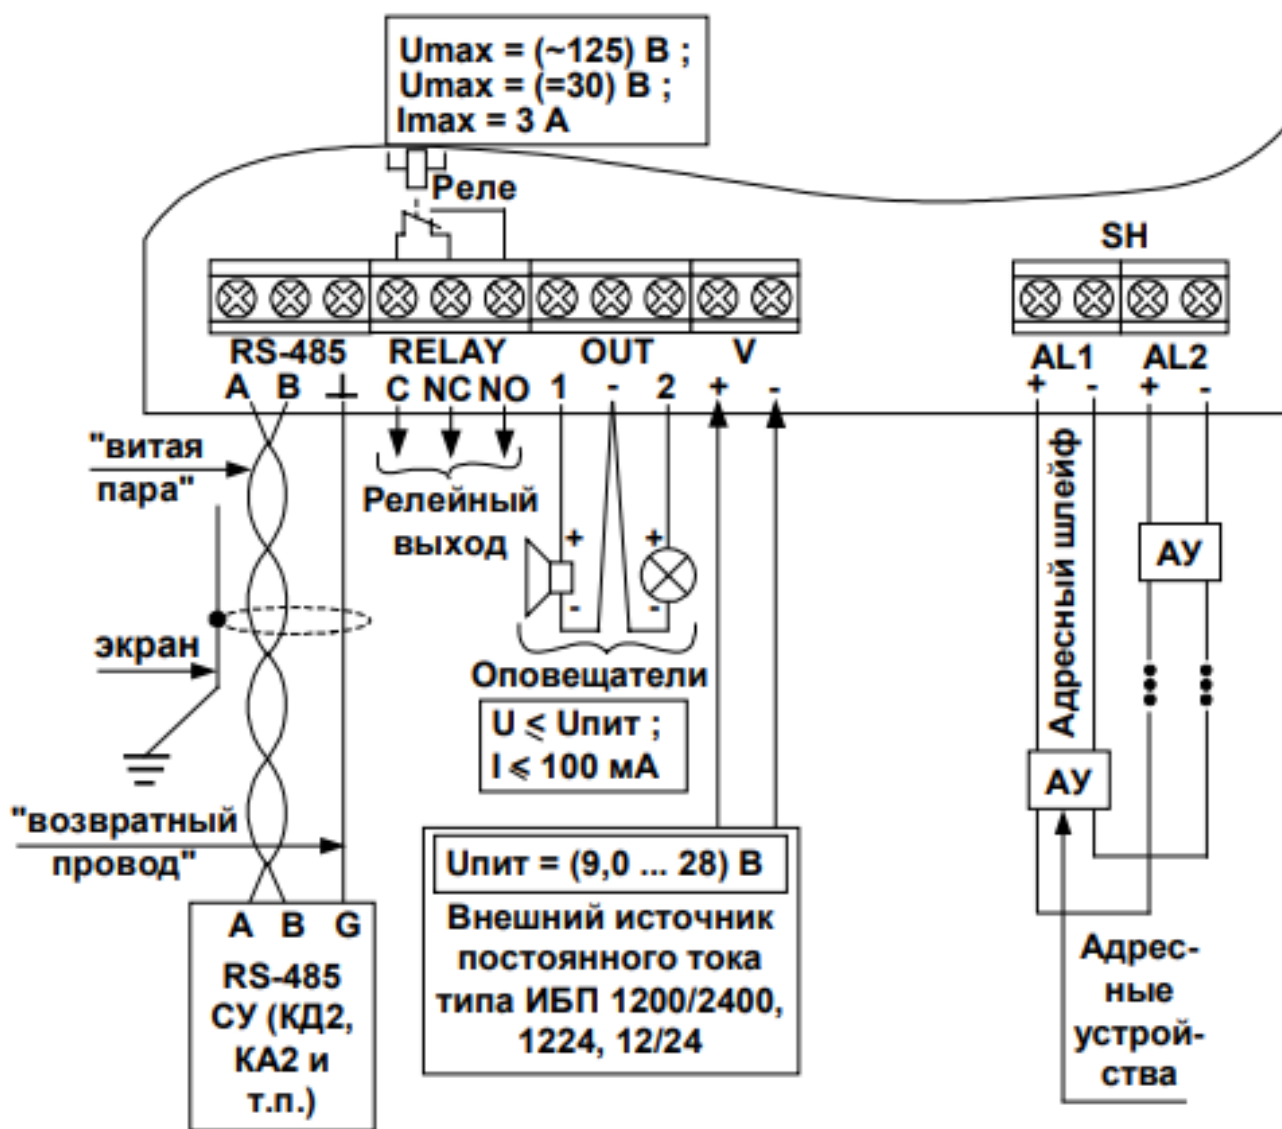 Umax = (~125) В ;
Umax = (=30) В ;
Imax = 3 А
Реле
SH
RS-485 RELAY OUT V AL1 AL2
A B ⊥ C NC NO 1 - 2 + - + - + -
"витая
пара"
Релейный
выход
+ +
- -
экран
Оповещатели
U ⩽ Uпит ;
I ⩽ 100 мА
Адресный шлейф
АУ
АУ
"возвратный
провод"
A B G
RS-485
СУ (КД2,
КА2 и
т.п.)
Uпит = (9,0 ... 28) В
Внешний источник
постоянного тока
типа ИБП 1200/2400,
1224, 12/24
Адрес-
ные
устрой-
ства